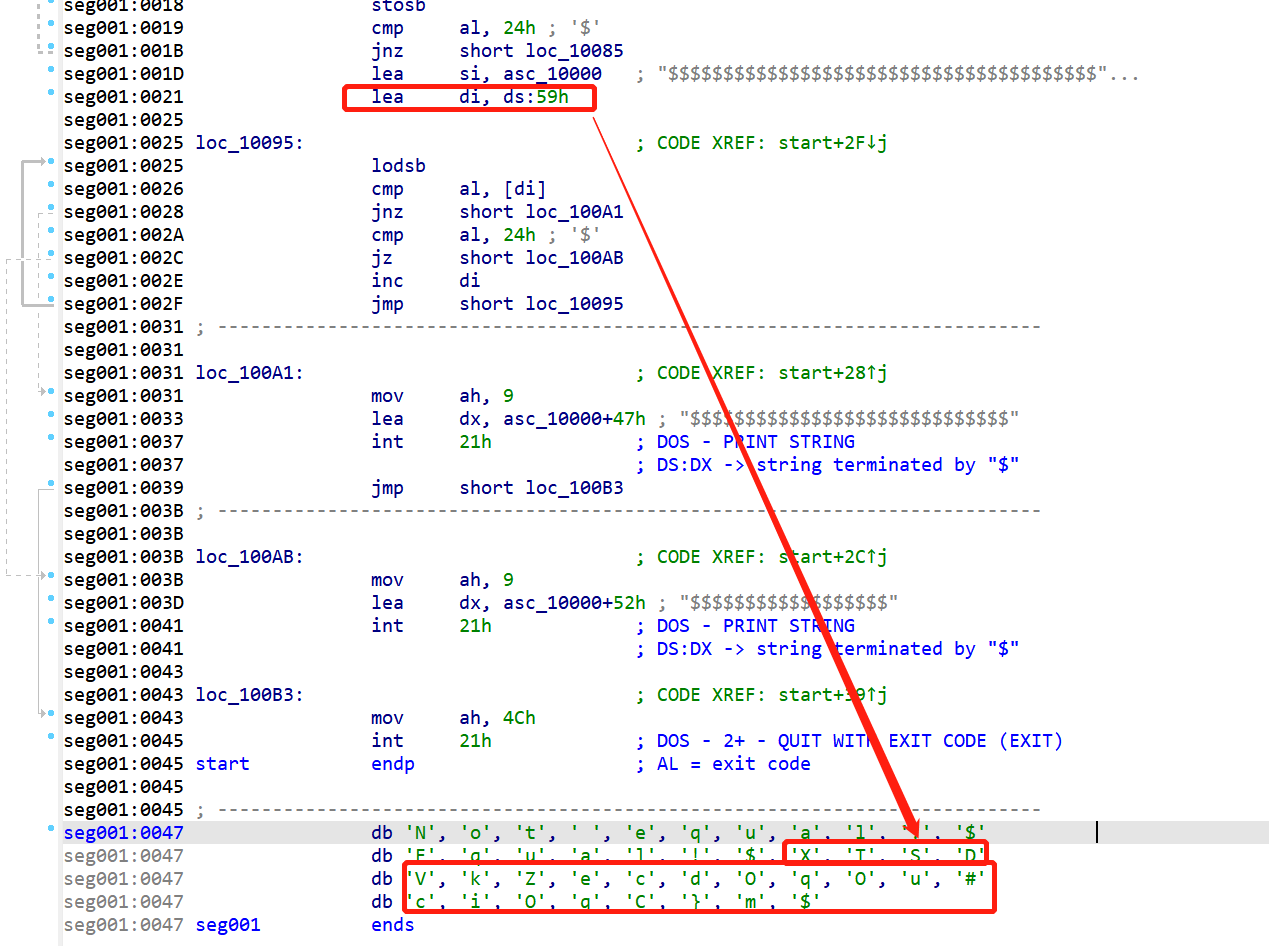 seg001:0018 stosb
seg001:0019 cmp al, 24h ; '$'
seg001:001B jnz short loc_10085
seg001:001D lea si, asc_10000 ; "$$$$$$$$$$$$$$$$$$$$$$$$$$$$$$$$$$$$$$$"...
seg001:0021 lea di, ds:59h
seg001:0025
seg001:0025 loc_10095: ; CODE XREF: start+2F↓j
seg001:0025 lodsb
seg001:0026 cmp al, [di]
seg001:0028 jnz short loc_100A1
seg001:002A cmp al, 24h ; '$'
seg001:002C jz short loc_100AB
seg001:002E inc di
seg001:002F jmp short loc_10095
seg001:0031 ; ---------------------------------------------------------------------------
seg001:0031
seg001:0031 loc_100A1: ; CODE XREF: start+28↑j
seg001:0031 mov ah, 9
seg001:0033 lea dx, asc_10000+47h ; "$$$$$$$$$$$$$$$$$$$$$$$$$$$$$"
seg001:0037 int 21h ; DOS - PRINT STRING
seg001:0037 ; DS:DX -> string terminated by "$"
seg001:0039 jmp short loc_100B3
seg001:003B ; ---------------------------------------------------------------------------
seg001:003B
seg001:003B loc_100AB: ; CODE XREF: start+2C↑j
seg001:003B mov ah, 9
seg001:003D lea dx, asc_10000+52h ; "$$$$$$$$$$$$$$$$$$"
seg001:0041 int 21h ; DOS - PRINT STRING
seg001:0041 ; DS:DX -> string terminated by "$"
seg001:0043
seg001:0043 loc_100B3: ; CODE XREF: start+39↑j
seg001:0043 mov ah, 4Ch
seg001:0045 int 21h ; DOS - 2+ - QUIT WITH EXIT CODE (EXIT)
seg001:0045 start endp ; AL = exit code
seg001:0045
seg001:0045 ; ---------------------------------------------------------------------------
seg001:0047 db 'N', 'o', 't', ' ', 'e', 'q', 'u', 'a', 'l', '!', '$'
seg001:0047 db 'E', 'q', 'u', 'a', 'l', '!', '$', 'X', 'T', 'S', 'D'
seg001:0047 db 'V', 'k', 'Z', 'e', 'c', 'd', 'O', 'q', 'O', 'u', '#'
seg001:0047 db 'c', 'i', 'O', 'q', 'C', '}', 'm', '$'
seg001:0047 seg001 ends